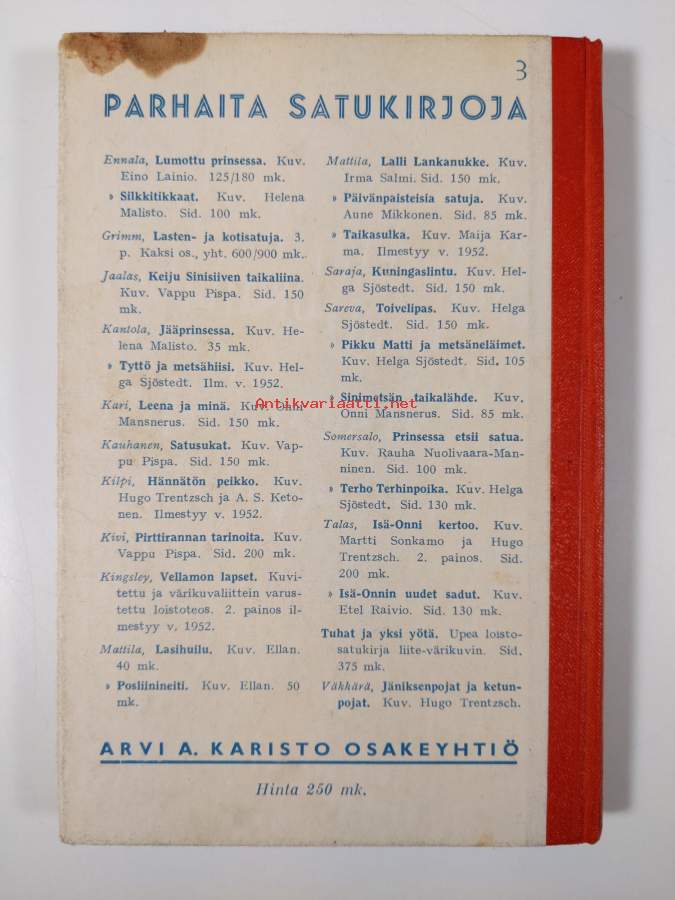 3
PARHAITA SATUKIRJOJA
Ennala, Lumottu prinsessa. Kuv.
Eino Lainio. 125/180 mk.
» Silkkitikkaat. Kuv. Helena
Malisto. Sid. 100 mk.
Grimm, Lasten- ja kotisatuja. 3.
p. Kaksi os., yht. 600/900 mk.
Jaalas, Keiju Sinisiiven taikaliina.
Kuv. Vappu Pispa. Sid. 150
mk.
Kantola, Jääprinsessa. Kuv. He-
lena Malisto. 35 mk.
» Tyttö ja metsähiisi. Kuv. Hel-
ga Sjöstedt. Ilm. v. 1952.
Kari, Leena ja minä. Kuv. Onni
Mansnerus. Sid. 150 mk.
Kauhanen, Satusukat. Kuv. Vap-
pu Pispa. Sid. 150 mk.
Kilpi, Hännätön peikko. Kuv.
Hugo Trentzsch ja A. S. Keto-
nen. Ilmestyy v. 1952.
Kivi, Pirttirannan tarinoita. Kuv.
Vappu Pispa. Sid. 200 mk.
Kingsley, Vellamon lapset. Kuvi-
tettu ja värikuvaliittein varus-
tettu loistoteos. 2. painos il-
mestyy v. 1952.
Mattila, Lasihuilu. Kuv. Ellan.
40 mk.
» Posliinineiti. Kuv. Ellan. 50
mk.
Mattila, Lalli Lankanukke. Kuv.
Irma Salmi. Sid. 150 mk.
» Päivänpaisteisia satuja. Kuv.
Aune Mikkonen. Sid. 85 mk.
» Taikasulka. Kuv. Maija Kar-
ma. Ilmestyy v. 1952.
Saraja, Kuningaslintu. Kuv. Hel-
ga Sjöstedt. Sid. 150 mk.
Sareva, Toivelipas. Kuv. Helga
Sjöstedt. Sid. 150 mk.
» Pikku Matti ja metsäneläimet.
Kuv. Helga Sjöstedt. Sid. 105
mk.
» Sinimetsän taikalähde. Kuv.
Onni Mansnerus. Sid. 85 mk.
Somersalo, Prinsessa etsii satua.
Kuv. Rauha Nuolivaara-Man-
ninen. Sid. 100 mk.
» Terho Terhinpoika. Kuv. Helga
Sjöstedt. Sid. 130 mk.
Talas, Isä-Onni kertoo. Kuv.
Martti Sonkamo ja Hugo
Trentzsch. 2. painos. Sid.
200 mk.
» Isä-Onnin uudet sadut. Kuv.
Etel Raivio. Sid. 130 mk.
Tuhat ja yksi yötä. Upea loisto-
satukirja liite-värikuvin. Sid.
375 mk.
Väkhärä, Jäniksenpojat ja ketun-
pojat. Kuv. Hugo Trentzsch.
Antikvariaatti.net
ARVI A. KARISTO OSAKEYHTIÖ
Hinta 250 mk.